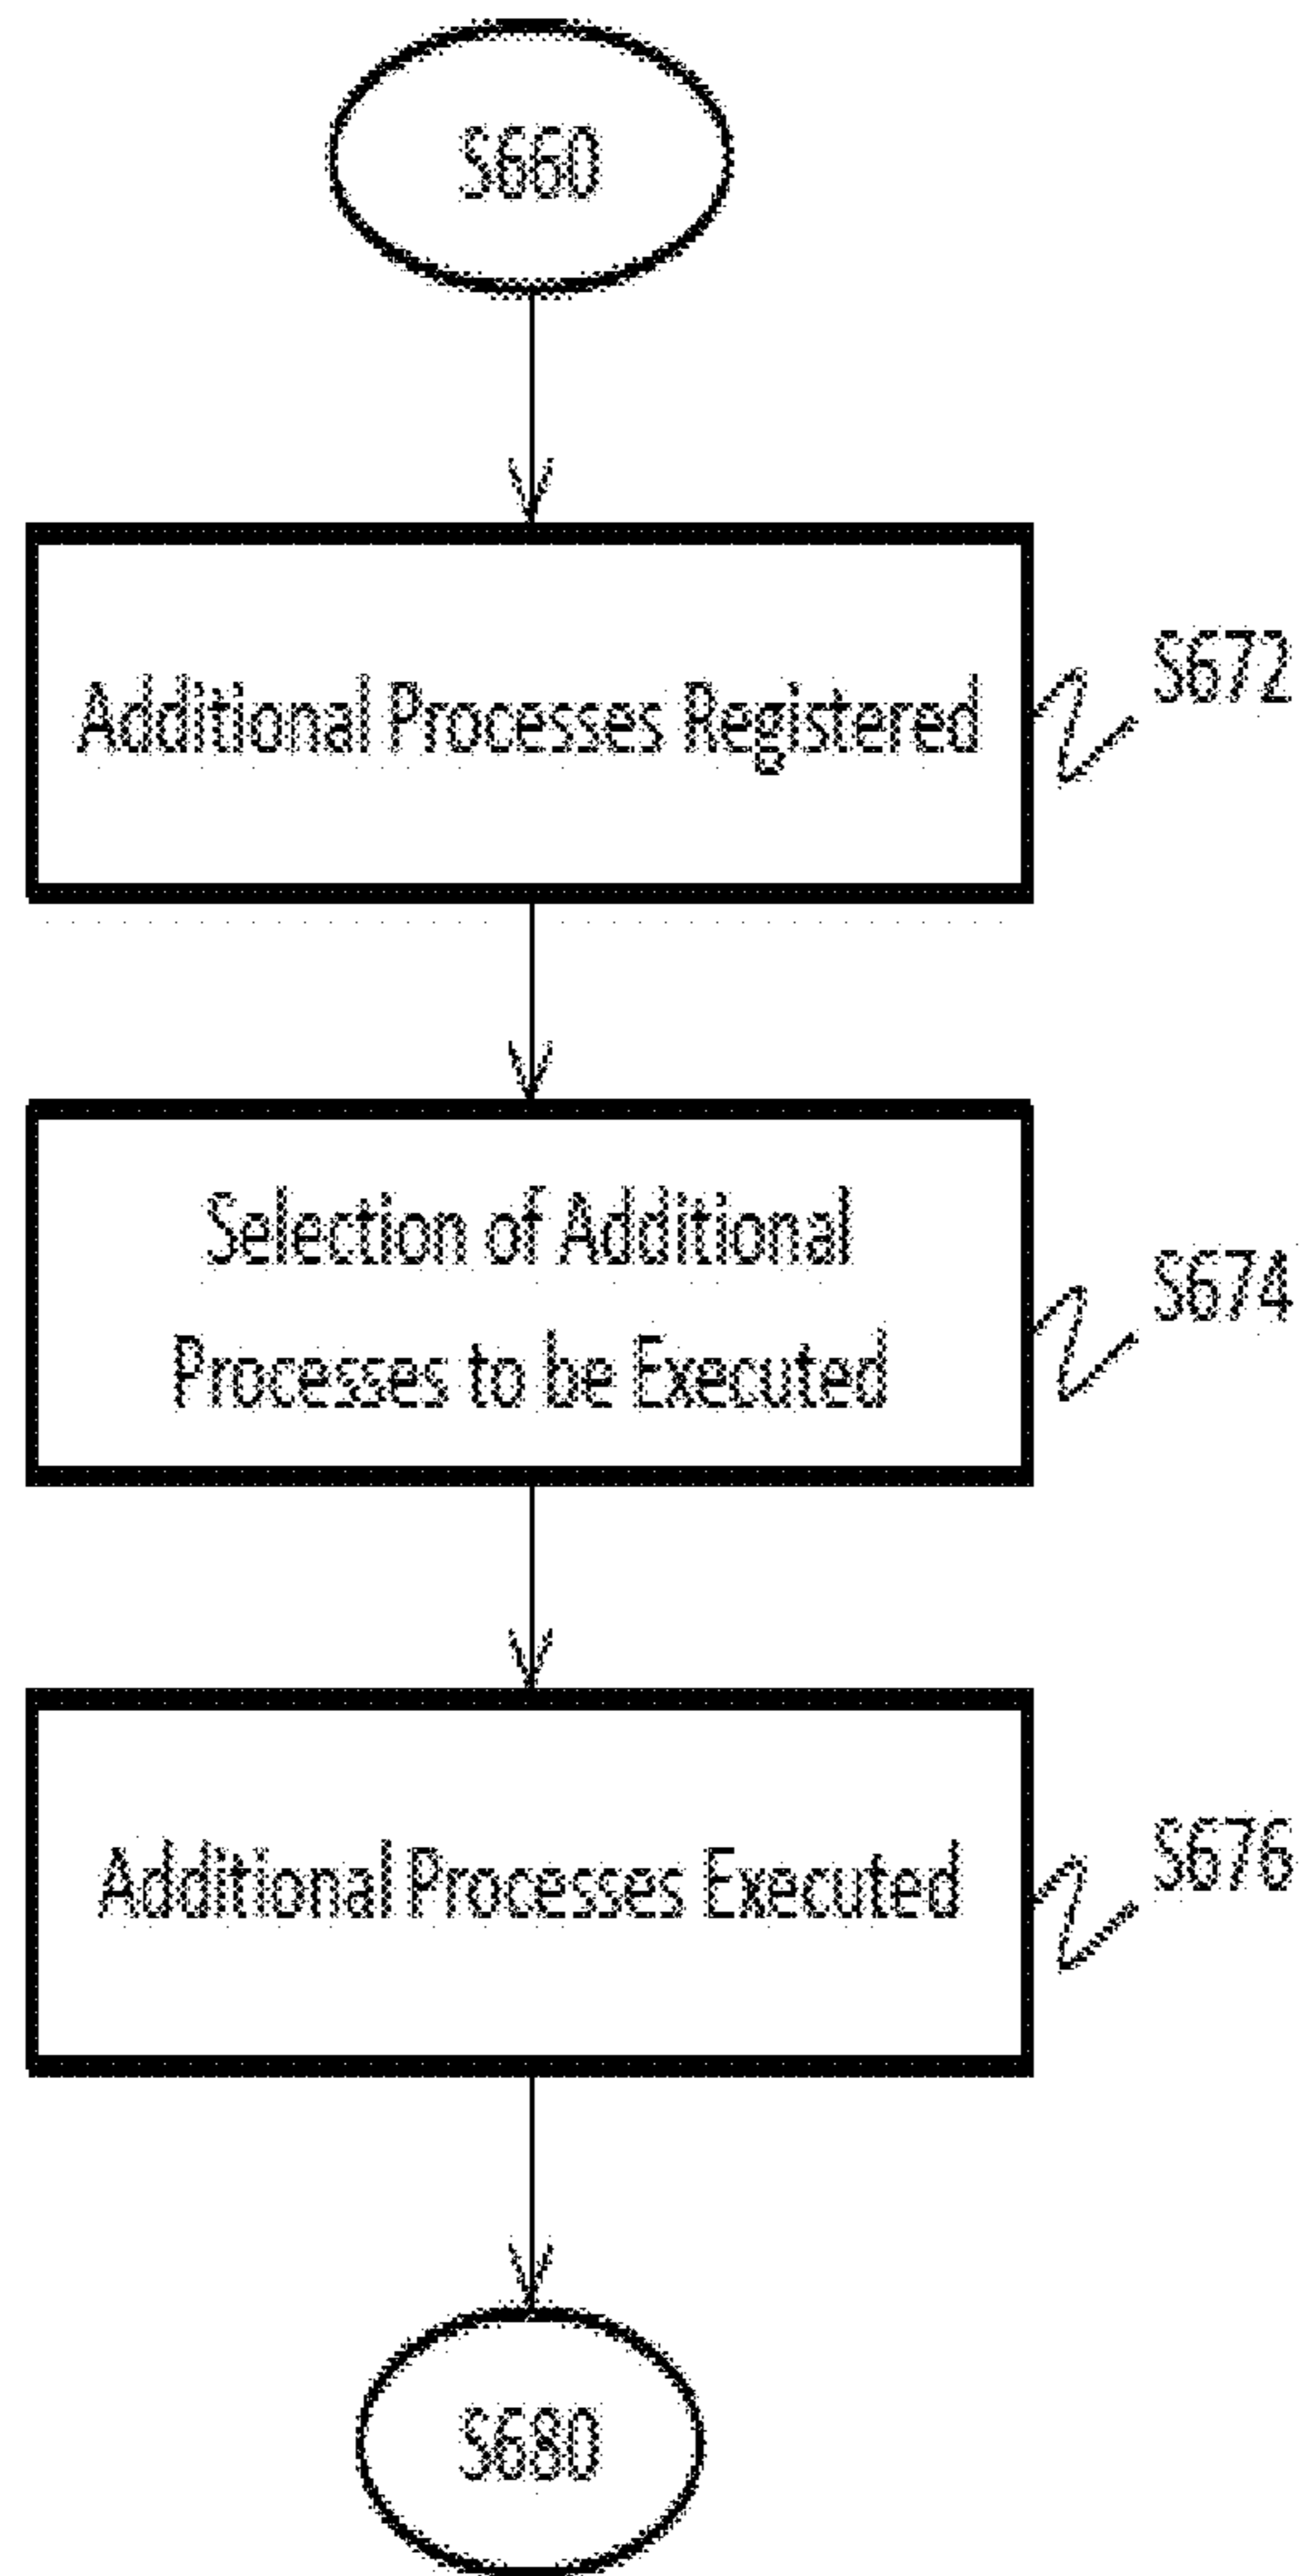 S660
Additional Processes Registered
S672
Selection of Additional
Processes to be Executed
S674
Additional Processes Executed
S676
S680